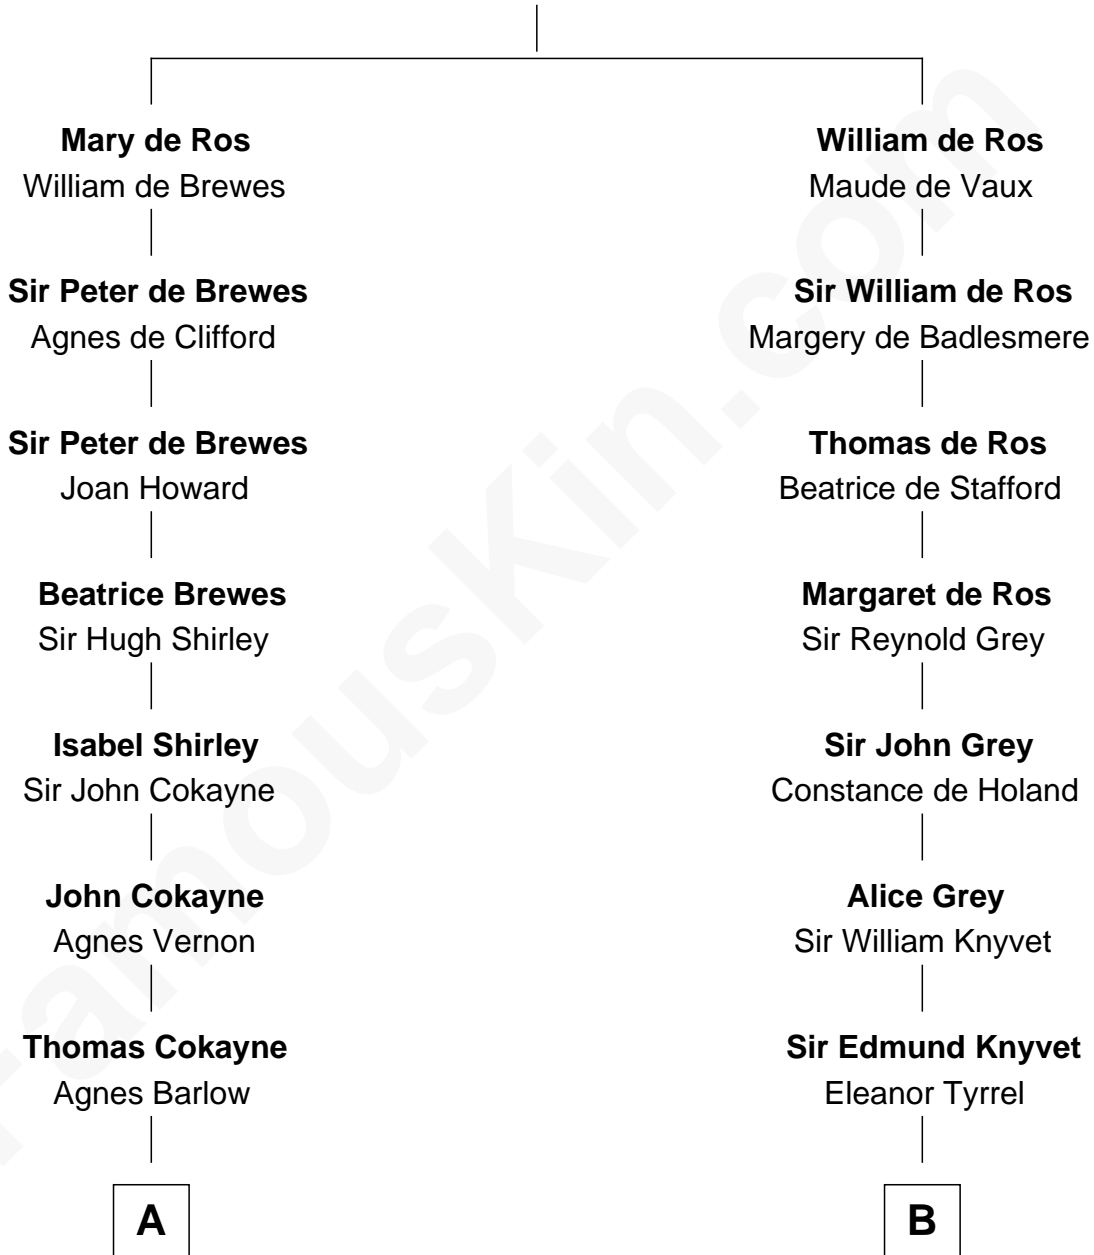 Mary de Ros
William de Brewes
William de Ros
Maude de Vaux
Sir Peter de Brewes
Agnes de Clifford
Sir William de Ros
Margery de Badlesmere
Sir Peter de Brewes
Joan Howard
Thomas de Ros
Beatrice de Stafford
Beatrice Brewes
Sir Hugh Shirley
Margaret de Ros
Sir Reynold Grey
Isabel Shirley
Sir John Cokayne
Sir John Grey
Constance de Holand
John Cokayne
Agnes Vernon
Alice Grey
Sir William Knyvet
Thomas Cokayne
Agnes Barlow
Sir Edmund Knyvet
Eleanor Tyrrel
A
B
FamousKin.com